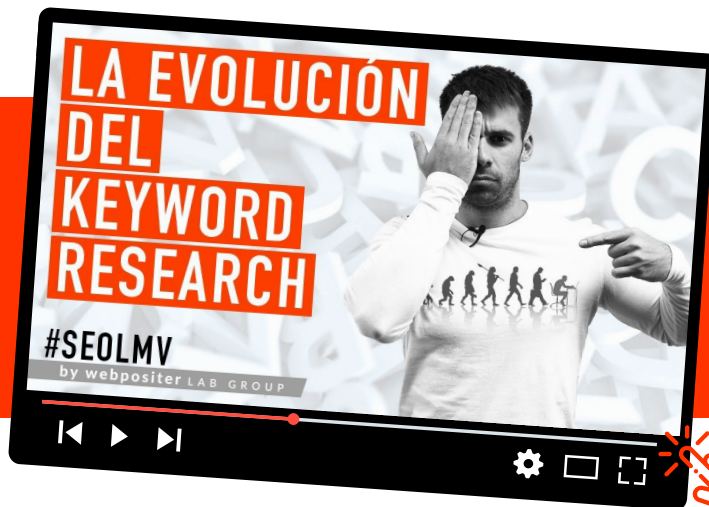 LA EVOLUCIÓN
DEL
KEYWORD
RESEARCH
#SEOLMV
by webpositer LAB GROUP